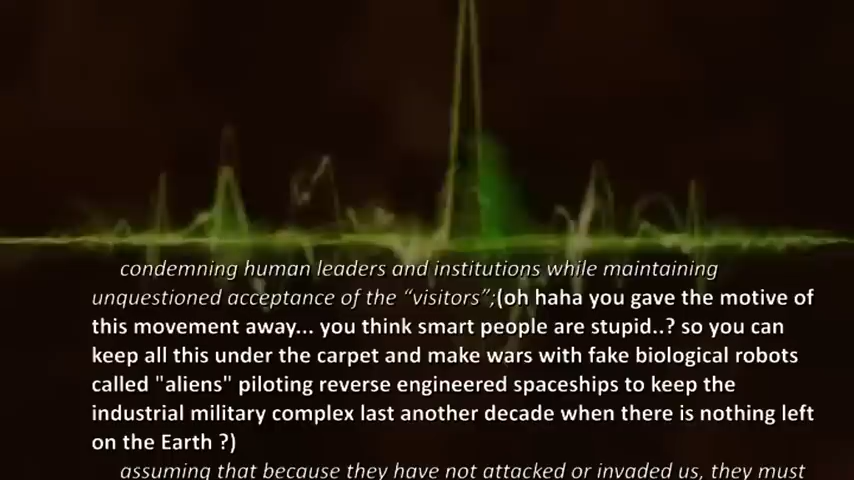 condemning human leaders and institutions while maintaining
unquestioned acceptance of the “visitors”;(oh haha you gave the motive of
this movement away... you think smart people are stupid..? so you can
keep all this under the carpet and make wars with fake biological robots
called "aliens" piloting reverse engineered spaceships to keep the
industrial military complex last another decade when there is nothing left
on the Earth ?)
assuming that because they have not attacked or invaded us, they must